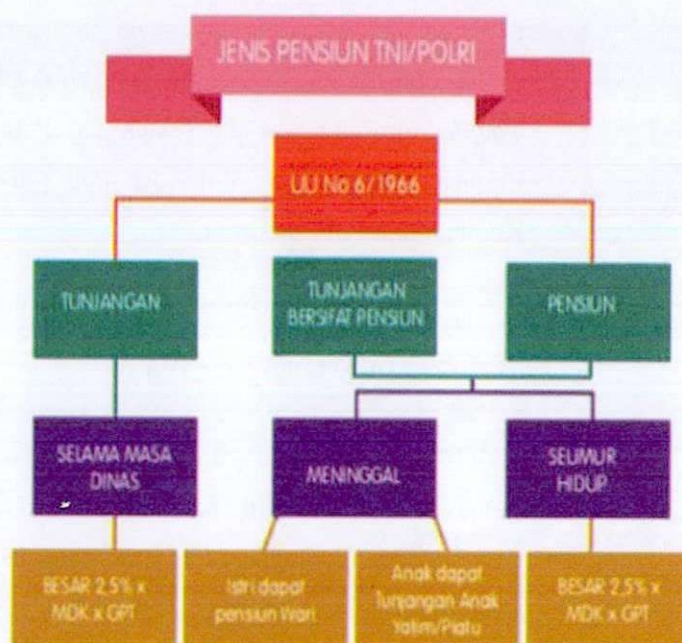 JENIS PENSIUN TNI/POLRI
UU No 6/1966
TUNJANGAN
TUNJANGAN
BERSIFAT PENSIUN
PENSIUN
SELAMA MASA
DINAS
MENINGGAL
SEUMUR
HIDUP
BESAR 2,5% x
MDK x GPT
Istri dapat
pensiun Wari
Anak dapat
Tunjangan Anak
Yatim/Piatu
BESAR 2,5% x
MDK x GPT